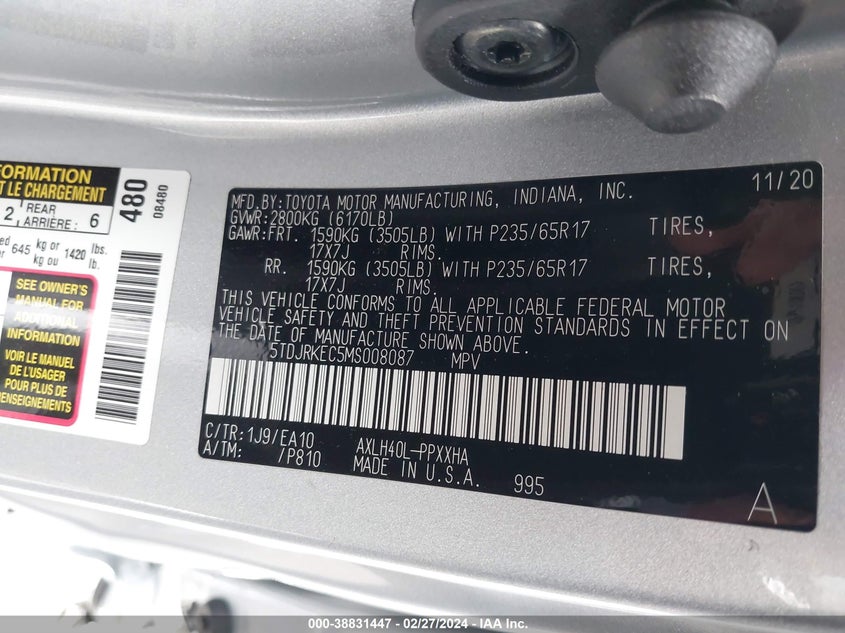 FORMATION
T LE CHARGEMENT
2 REAR ARRIÈRE: 6
ed 645 kg or kg ou 1420 lbs. lb.
480
08480
SEE OWNER'S
MANUAL FOR
ADDITIONAL
INFORMATION
VOIR LE MANUEL
DE L'USAGER
POUR PLUS DE
RENSEIGNEMENTS
MFD.BY:TOYOTA MOTOR MANUFACTURING, INDIANA, INC. 11/20
GVWR:2800KG (6170LB)
GAWR:FRT. 1590KG (3505LB) WITH P235/65R17 TIRES,
17X7J RIMS.
RR. 1590KG (3505LB) WITH P235/65R17 TIRES,
17X7J RIMS.
THIS VEHICLE CONFORMS TO ALL APPLICABLE FEDERAL MOTOR
VEHICLE SAFETY AND THEFT PREVENTION STANDARDS IN EFFECT ON
THE DATE OF MANUFACTURE SHOWN ABOVE.
5TDJRKEC5MS008087 MPV
C/TR:1J9/EA10 AXLH40L-PPXXHA
A/TM: /P810 MADE IN U.S.A. 995
A
000-38831447 - 02/27/2024 - IAA Inc.